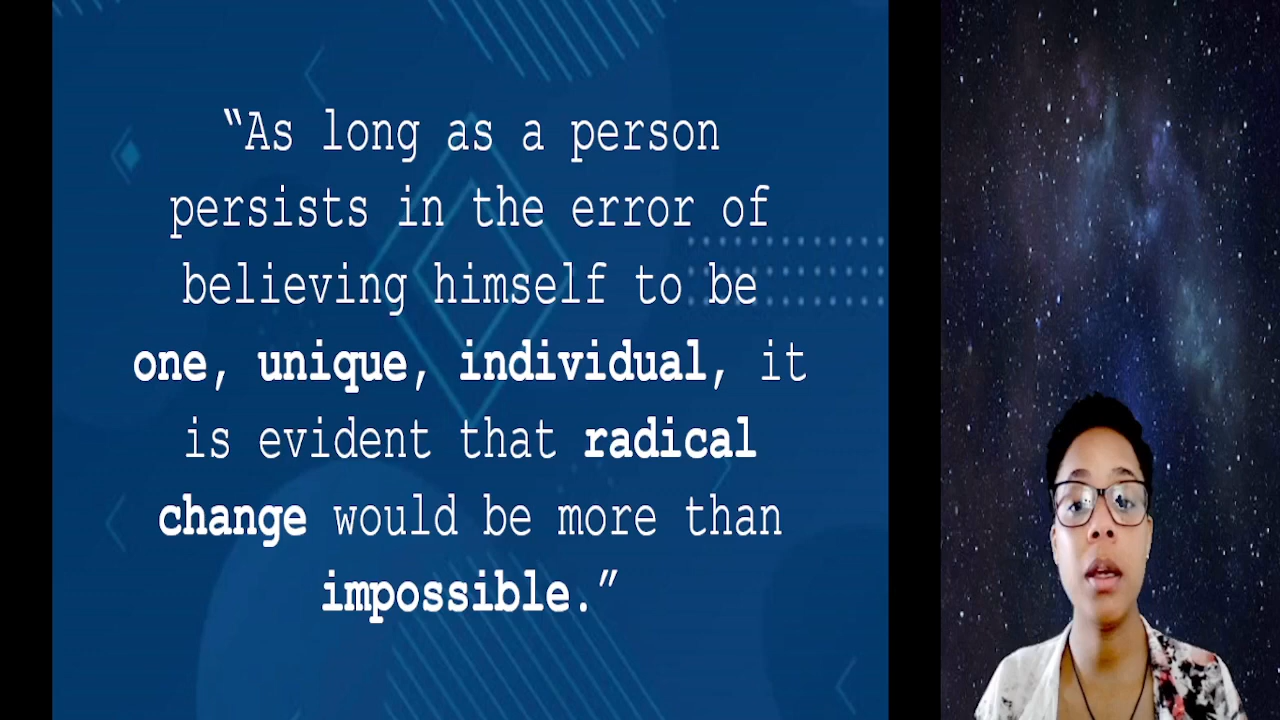 “As long as a person
persists in the error of
believing himself to be
one, unique, individual, it
is evident that radical
change would be more than
impossible.”